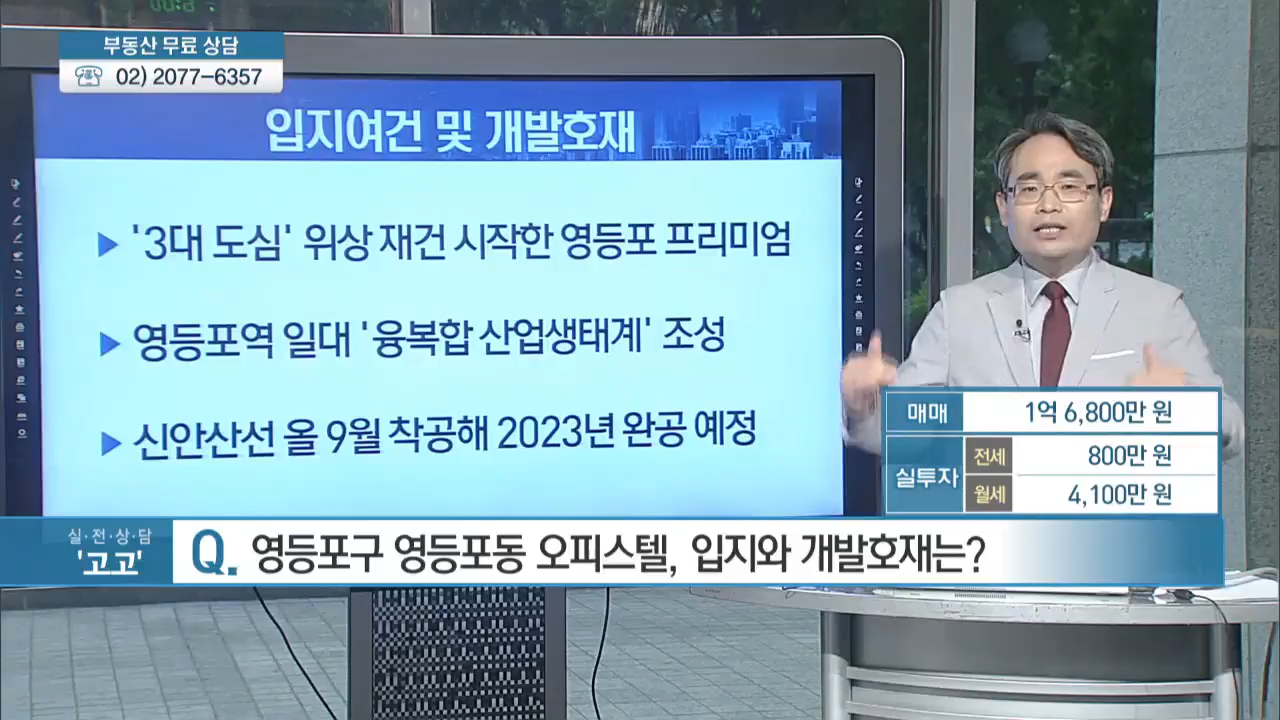 부동산 무료 상담
02) 2077-6357
입지여건 및 개발호재
▶ '3대 도심' 위상 재건 시작한 영등포 프리미엄
▶ 영등포역 일대 '융복합 산업생태계' 조성
▶ 신안산선 올 9월 착공해 2023년 완공 예정
매매 1억 6,800만 원
실투자 전세 800만 원
월세 4,100만 원
실·전·상·담
'고고'
Q. 영등포구 영등포동 오피스텔, 입지와 개발호재는?